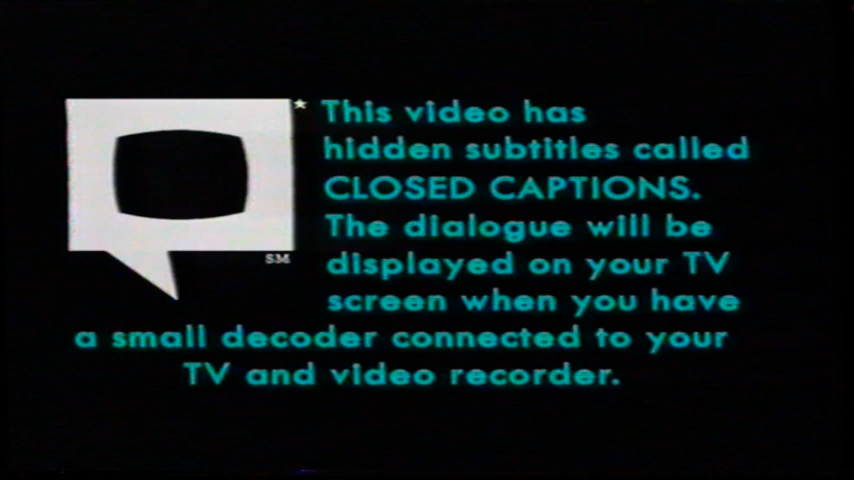 * This video has
hidden subtitles called
CLOSED CAPTIONS.
The dialogue will be
displayed on your TV
SM
screen when you have
a small decoder connected to your
TV and video recorder.